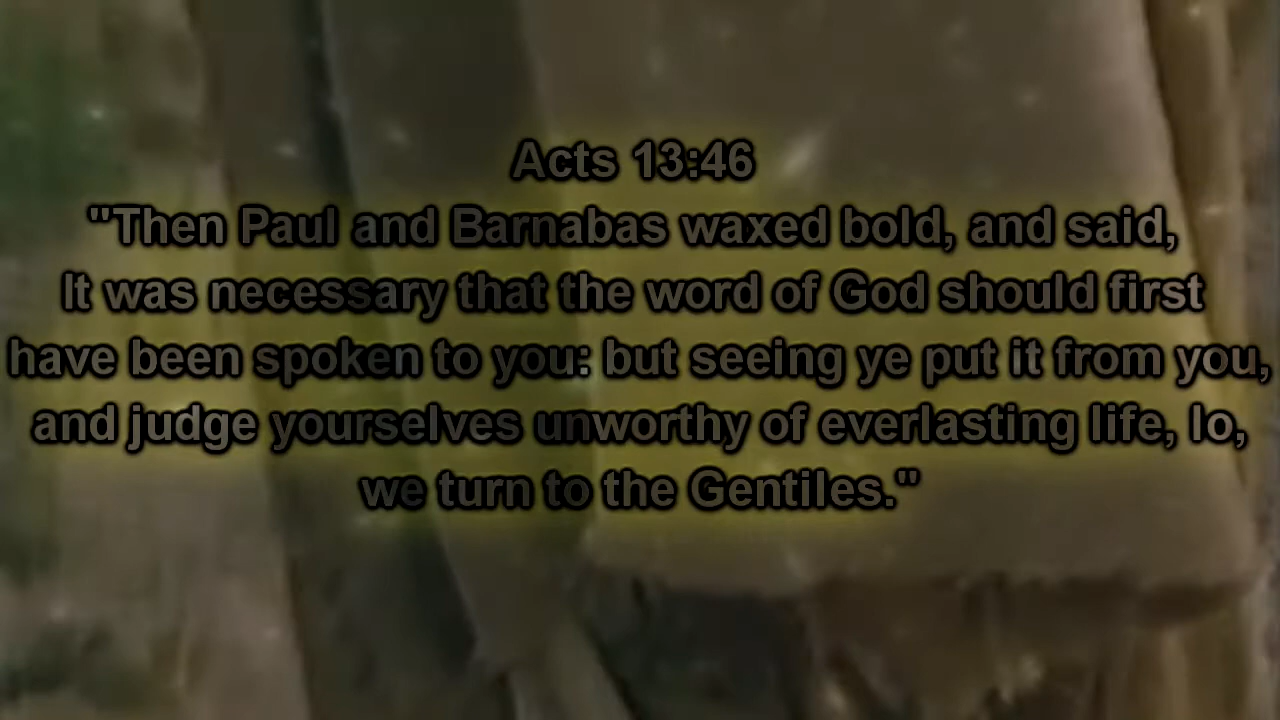 Acts 13:46
"Then Paul and Barnabas waxed bold, and said,
It was necessary that the word of God should first
have been spoken to you: but seeing ye put it from you,
and judge yourselves unworthy of everlasting life, lo,
we turn to the Gentiles."